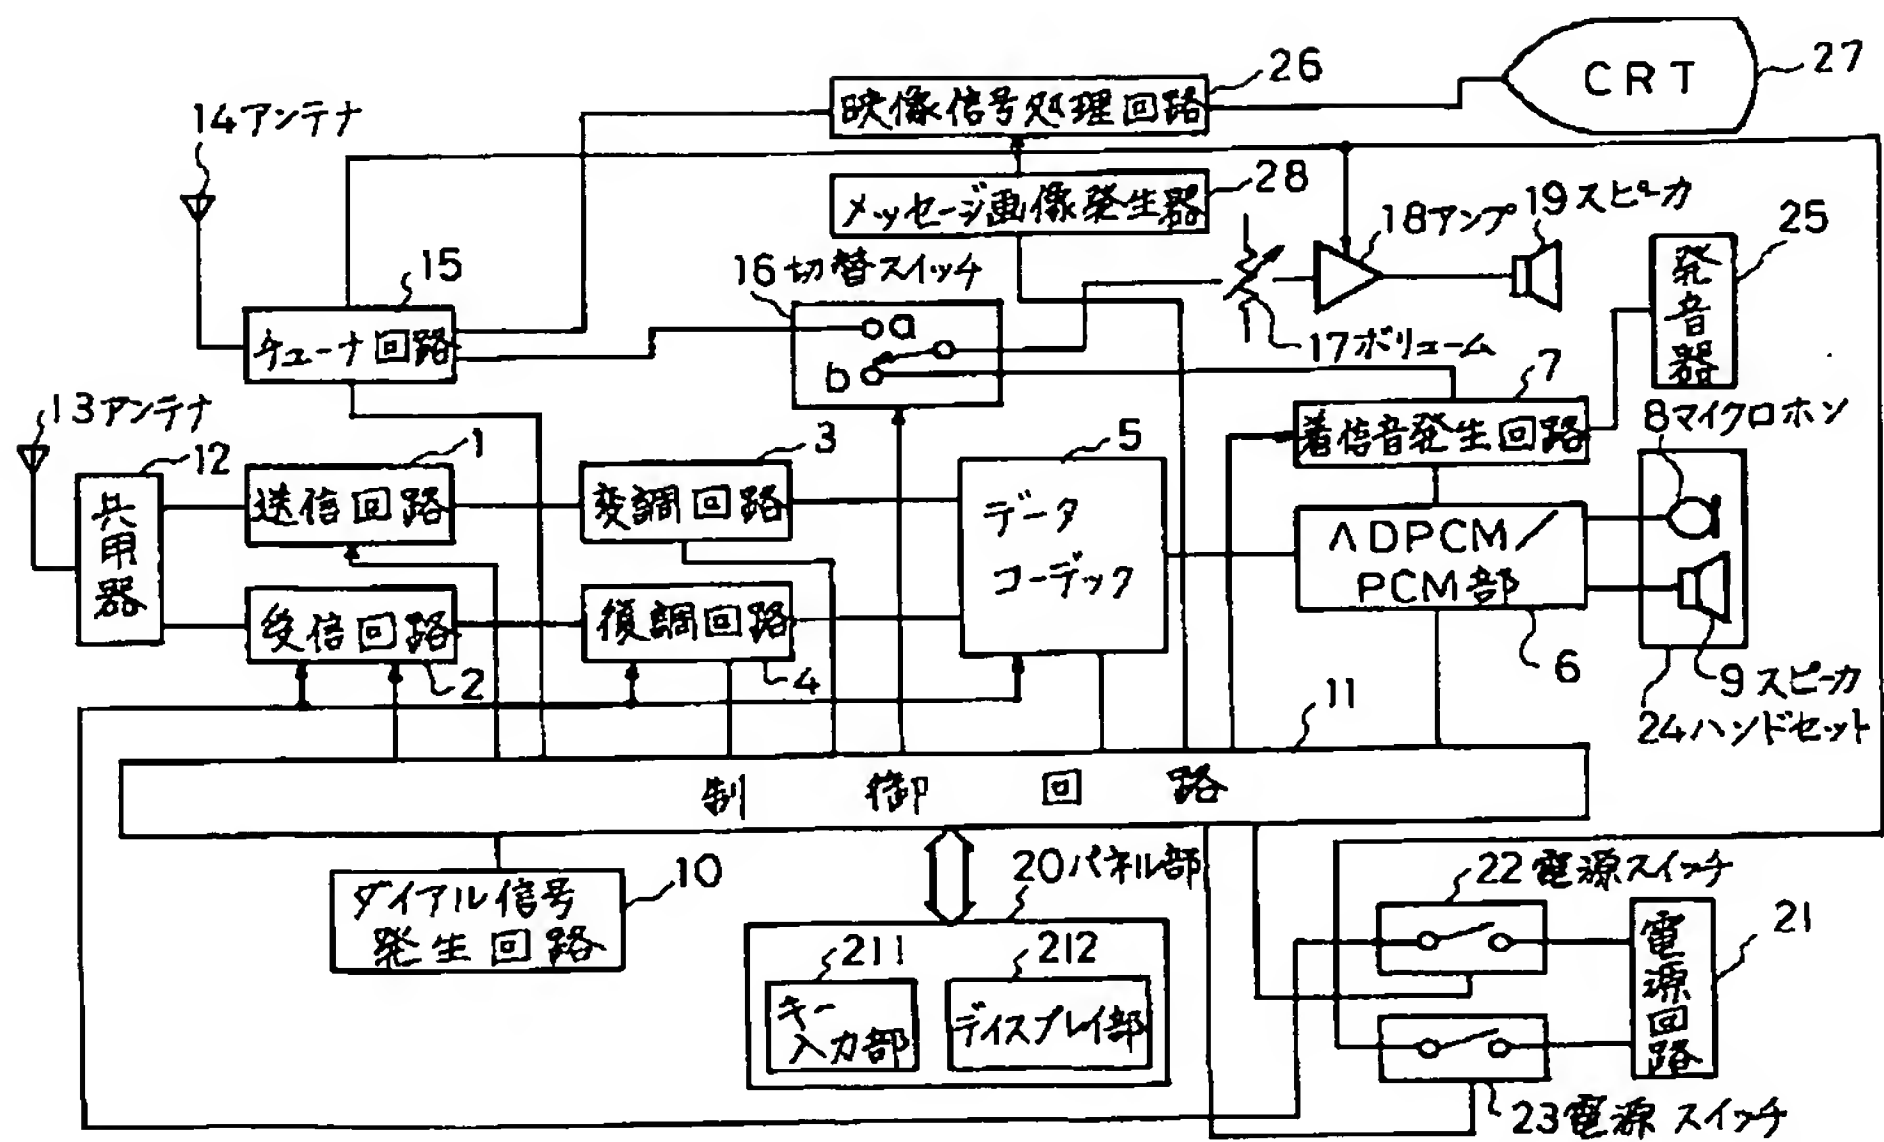 26
CRT
27
14アンテナ
映像信号処理回路
28
メッセージ画像発生器
18アンプ
19スピーカ
25
発音器
15
16切替スイッチ
チューナ回路
a
b
17ボリューム
7
13アンテナ
12
1
3
5
着信音発生回路
8マイクロホン
共用器
送信回路
変調回路
データ
コーデック
ADPCM/
PCM部
受信回路
復調回路
2
4
6
9スピーカ
24ハンドセット
11
制御回路
10
20パネル部
22電源スイッチ
ダイアル信号
発生回路
211
212
21
キー
入力部
ディスプレイ部
電源回路
23電源スイッチ